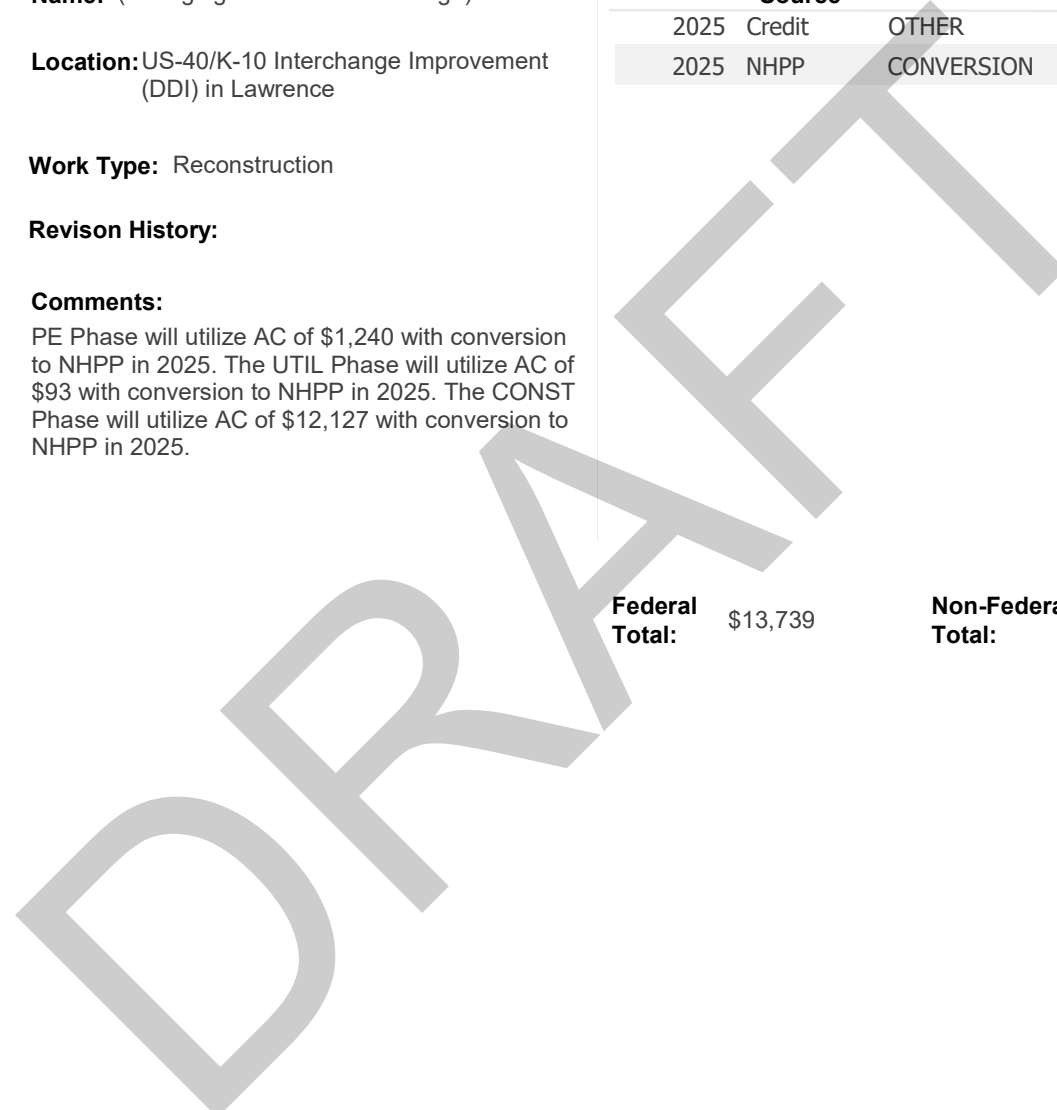 Location: US-40/K-10 Interchange Improvement
(DDI) in Lawrence
Work Type: Reconstruction
Revison History:
Comments:
PE Phase will utilize AC of $1,240 with conversion
to NHPP in 2025. The UTIL Phase will utilize AC of
$93 with conversion to NHPP in 2025. The CONST
Phase will utilize AC of $12,127 with conversion to
NHPP in 2025.
2025 Credit OTHER
2025 NHPP CONVERSION
Federal
Total: $13,739
Non-Federa
Total:
DRAFT